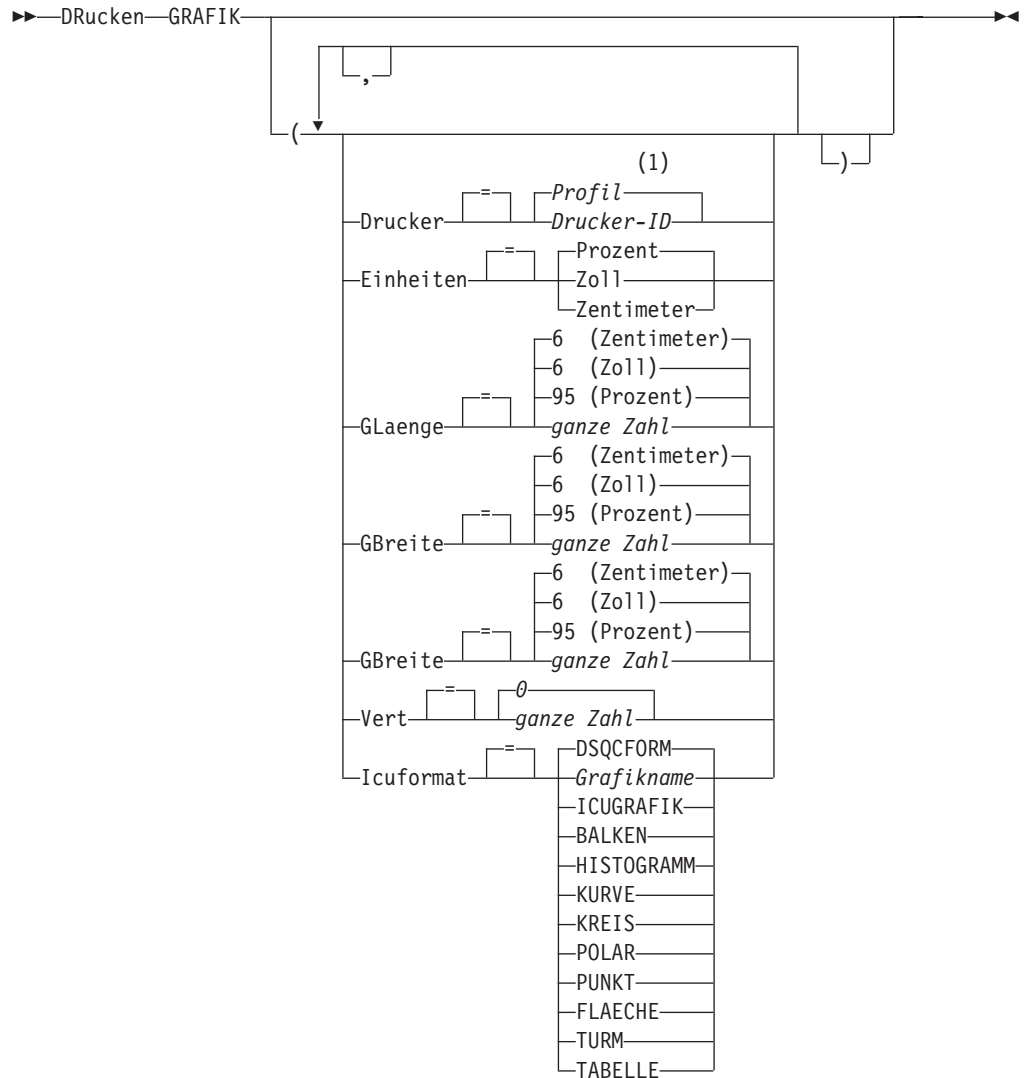 DRucken GRAFIK
,
( )
(1)
= Profil
Drucker Drucker-ID
= Prozent
Einheiten Zoll
Zentimeter
6 (Zentimeter)
6 (Zoll)
= 95 (Prozent)
GLaenge ganze Zahl
6 (Zentimeter)
6 (Zoll)
= 95 (Prozent)
GBreite ganze Zahl
6 (Zentimeter)
6 (Zoll)
= 95 (Prozent)
GBreite ganze Zahl
= 0
Vert ganze Zahl
= DSQCFORM
Icuformat Grafikname
ICUGRAFIK
BALKEN
HISTOGRAMM
KURVE
KREIS
POLAR
PUNKT
FLAECHE
TURM
TABELLE